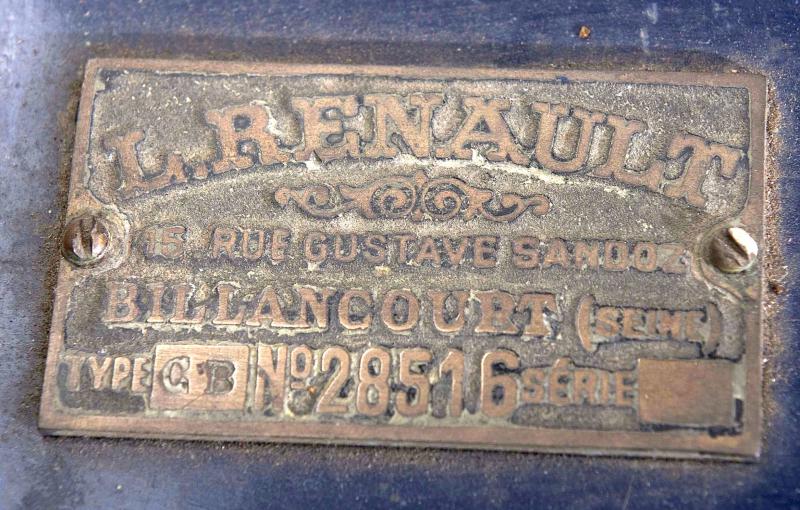 L. RENAULT
15 RUE GUSTAVE SANDOZ
BILLANCOURT (SEINE)
TYPE CB Nº 28516 SÉRIE